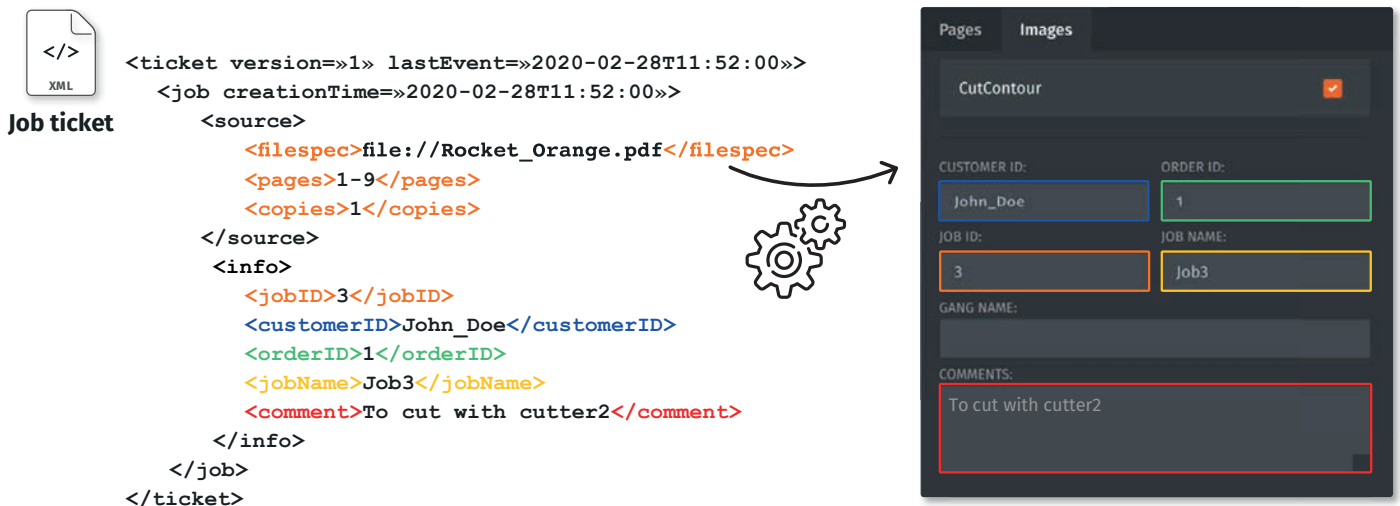 </>
XML
Job ticket
<ticket version=»1» lastEvent=»2020-02-28T11:52:00»>
<job creationTime=»2020-02-28T11:52:00»>
<source>
<filespec>file://Rocket_Orange.pdf</filespec>
<pages>1-9</pages>
<copies>1</copies>
</source>
<info>
<jobID>3</jobID>
<customerID>John_Doe</customerID>
<orderID>1</orderID>
<jobName>Job3</jobName>
<comment>To cut with cutter2</comment>
</info>
</job>
</ticket>
Pages Images
CutContour
CUSTOMER ID: ORDER ID:
John_Doe 1
JOB ID: JOB NAME:
3 Job3
GANG NAME:
COMMENTS:
To cut with cutter2